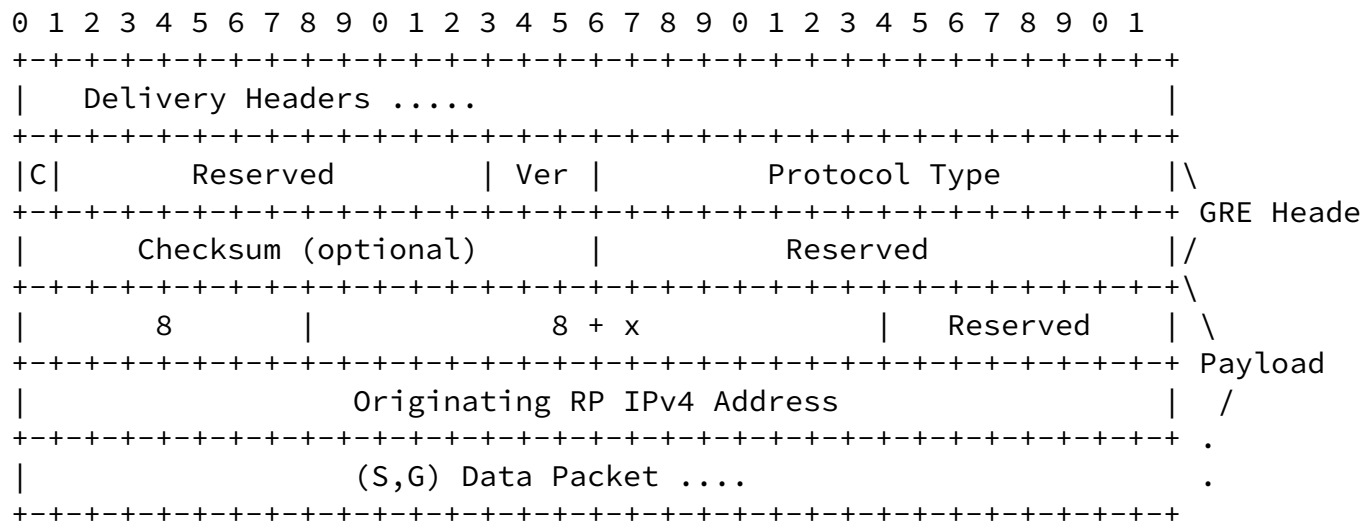 0 1 2 3 4 5 6 7 8 9 0 1 2 3 4 5 6 7 8 9 0 1 2 3 4 5 6 7 8 9 0 1
+-+-+-+-+-+-+-+-+-+-+-+-+-+-+-+-+-+-+-+-+-+-+-+-+-+-+-+-+-+-+-+-+
|   Delivery Headers .....                                      |
+-+-+-+-+-+-+-+-+-+-+-+-+-+-+-+-+-+-+-+-+-+-+-+-+-+-+-+-+-+-+-+-+
|C|       Reserved        | Ver |         Protocol Type         |\
+-+-+-+-+-+-+-+-+-+-+-+-+-+-+-+-+-+-+-+-+-+-+-+-+-+-+-+-+-+-+-+-+ GRE Heade
|      Checksum (optional)      |          Reserved             |/
+-+-+-+-+-+-+-+-+-+-+-+-+-+-+-+-+-+-+-+-+-+-+-+-+-+-+-+-+-+-+-+-+\
|       8       |             8 + x             |   Reserved    | \
+-+-+-+-+-+-+-+-+-+-+-+-+-+-+-+-+-+-+-+-+-+-+-+-+-+-+-+-+-+-+-+-+ Payload
|                  Originating RP IPv4 Address                  |  /
+-+-+-+-+-+-+-+-+-+-+-+-+-+-+-+-+-+-+-+-+-+-+-+-+-+-+-+-+-+-+-+-+ .
|                  (S,G) Data Packet ....                         .
+-+-+-+-+-+-+-+-+-+-+-+-+-+-+-+-+-+-+-+-+-+-+-+-+-+-+-+-+-+-+-+-+